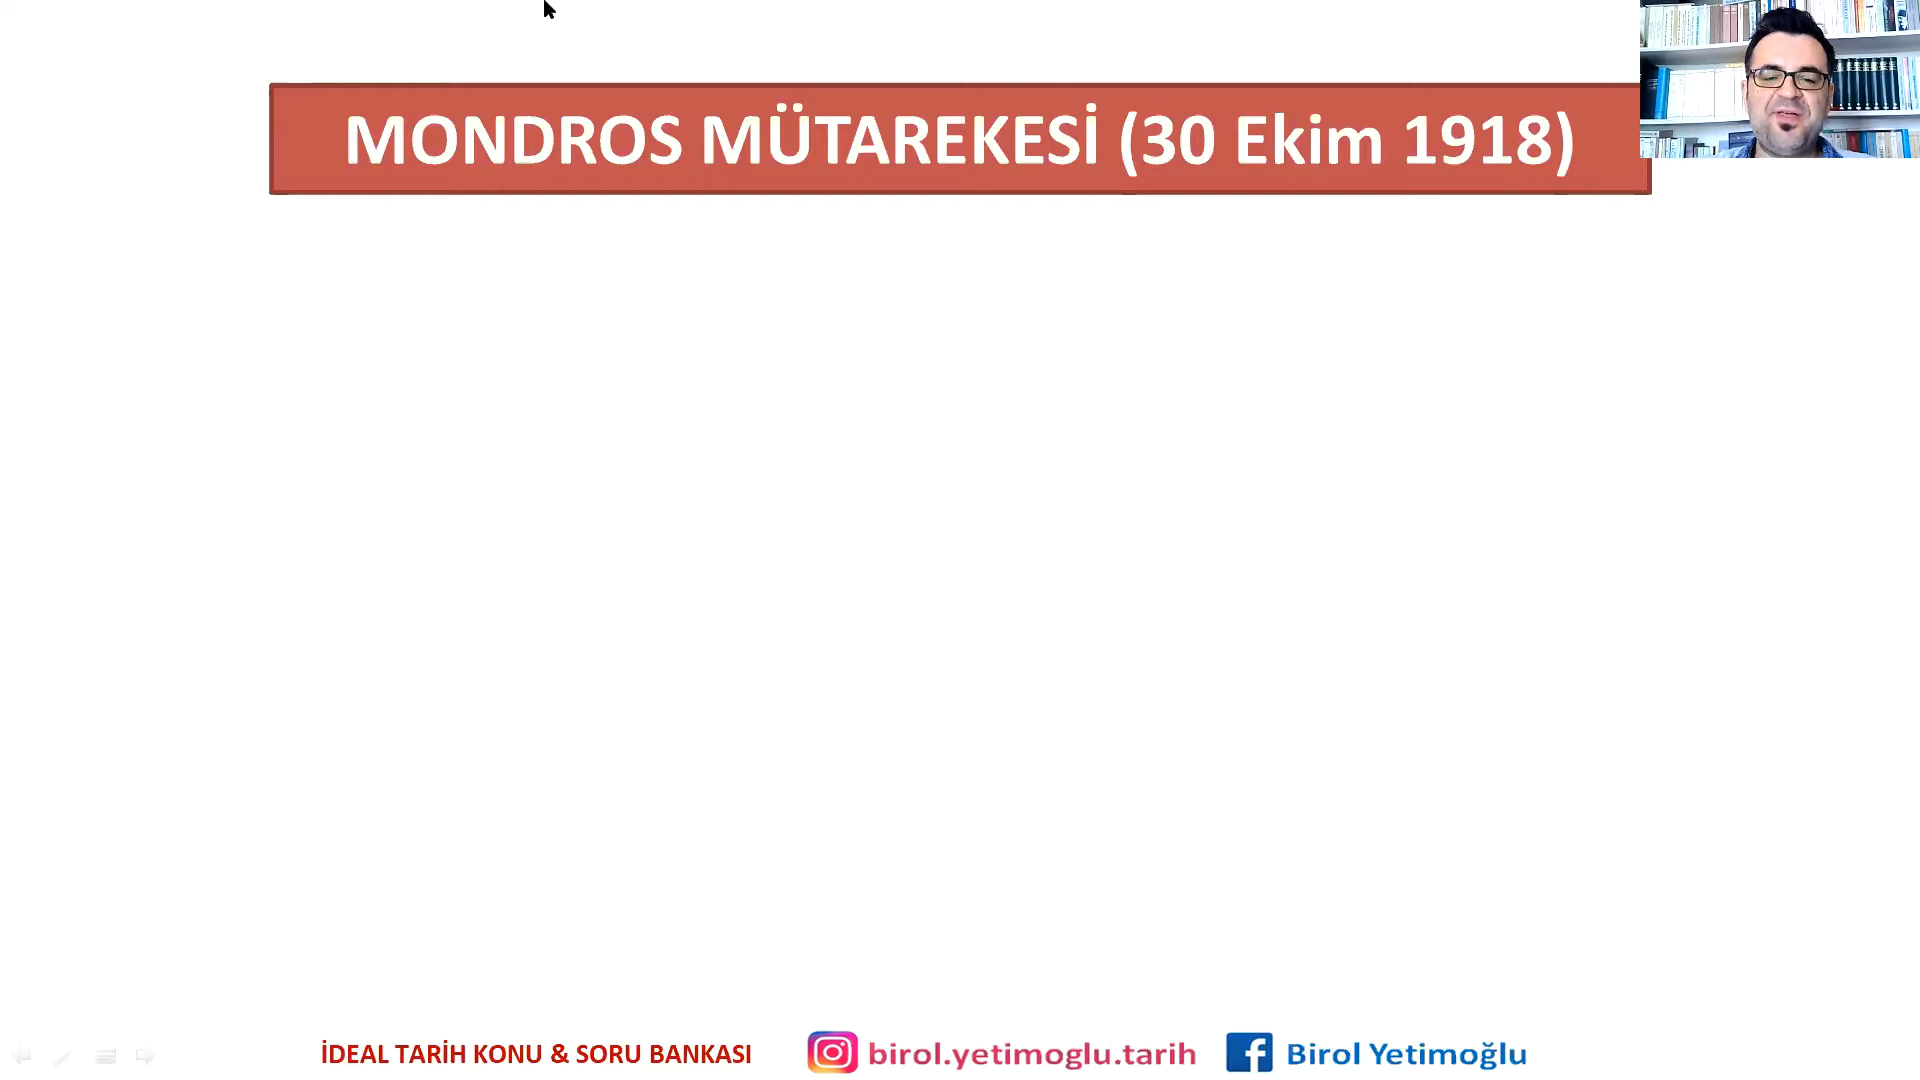 MONDROS MÜTAREKESİ (30 Ekim 1918)
İDEAL TARİH KONU & SORU BANKASI
birol.yetimoglu.tarih
Birol Yetimoğlu